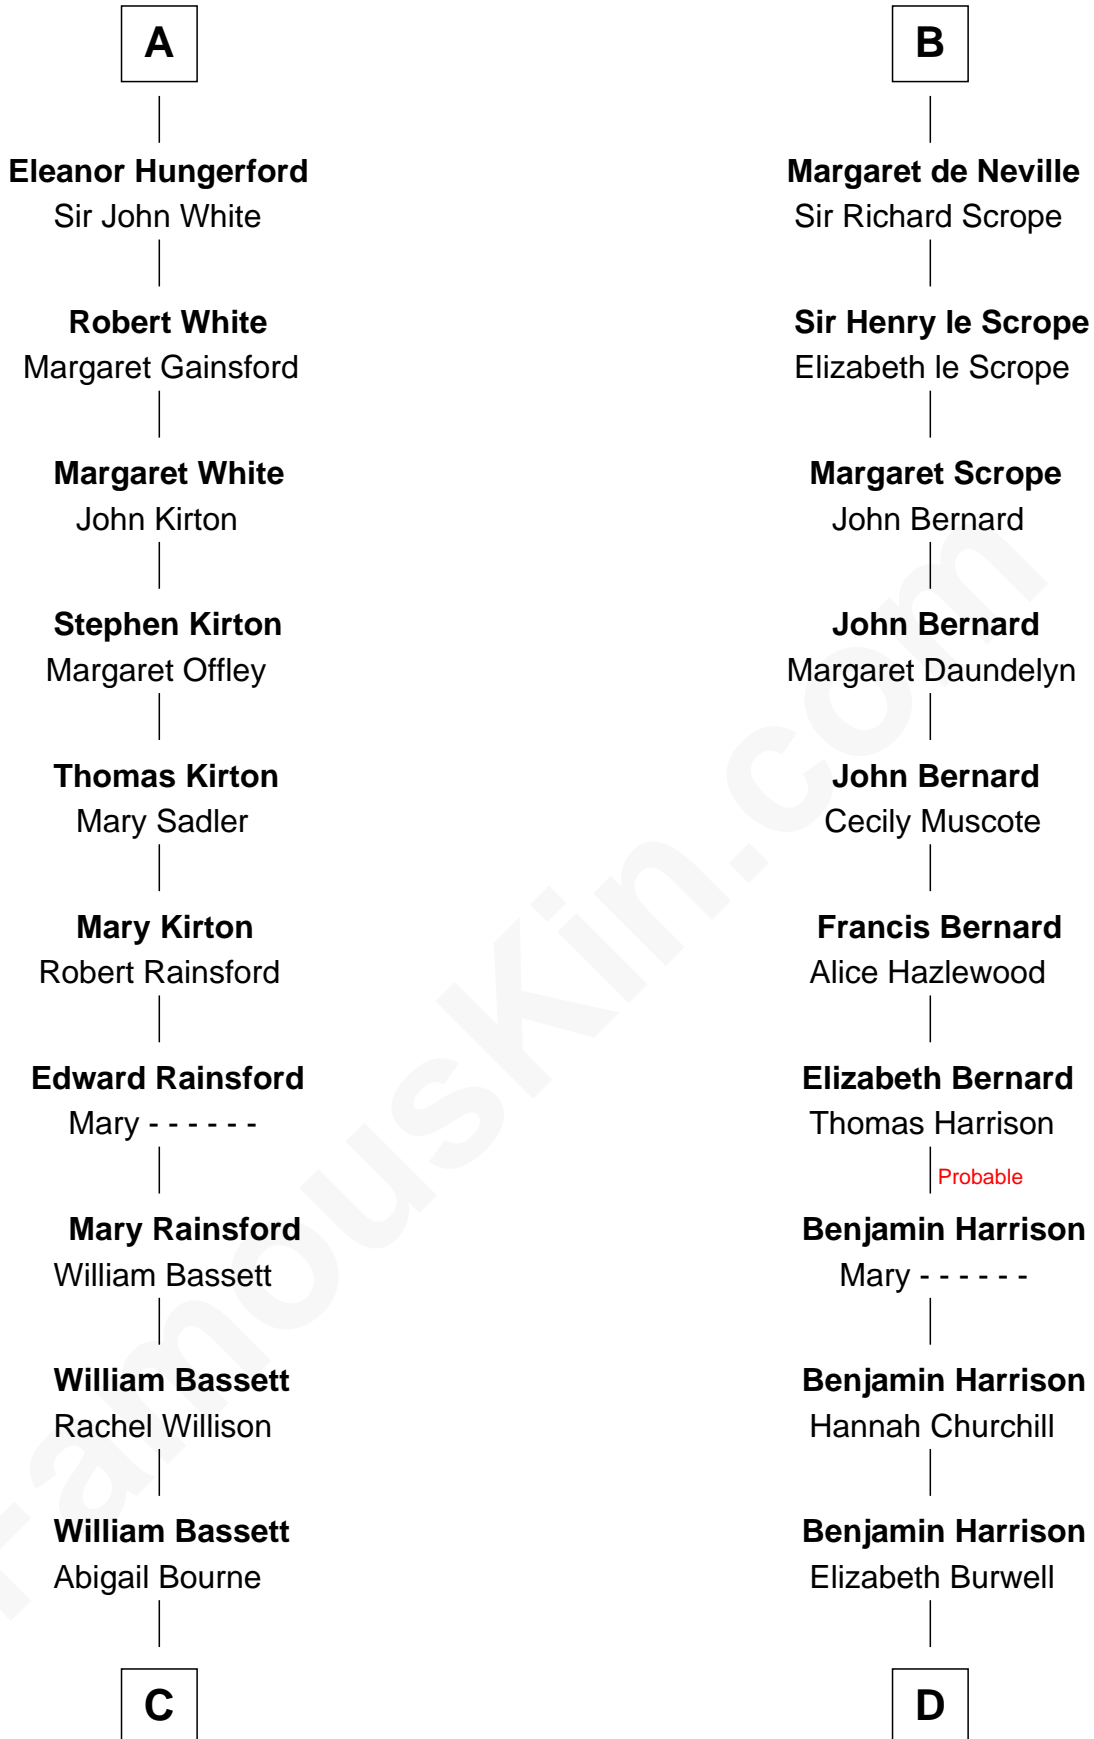 A
Eleanor Hungerford
Sir John White
Robert White
Margaret Gainsford
Margaret White
John Kirton
Stephen Kirton
Margaret Offley
Thomas Kirton
Mary Sadler
Mary Kirton
Robert Rainsford
Edward Rainsford
Mary - - - - - -
Mary Rainsford
William Bassett
William Bassett
Rachel Willison
William Bassett
Abigail Bourne
C
B
Margaret de Neville
Sir Richard Scrope
Sir Henry le Scrope
Elizabeth le Scrope
Margaret Scrope
John Bernard
John Bernard
Margaret Daundelyn
John Bernard
Cecily Muscote
Francis Bernard
Alice Hazlewood
Elizabeth Bernard
Thomas Harrison
Probable
Benjamin Harrison
Mary - - - - - -
Benjamin Harrison
Hannah Churchill
Benjamin Harrison
Elizabeth Burwell
D
FamousKin.com